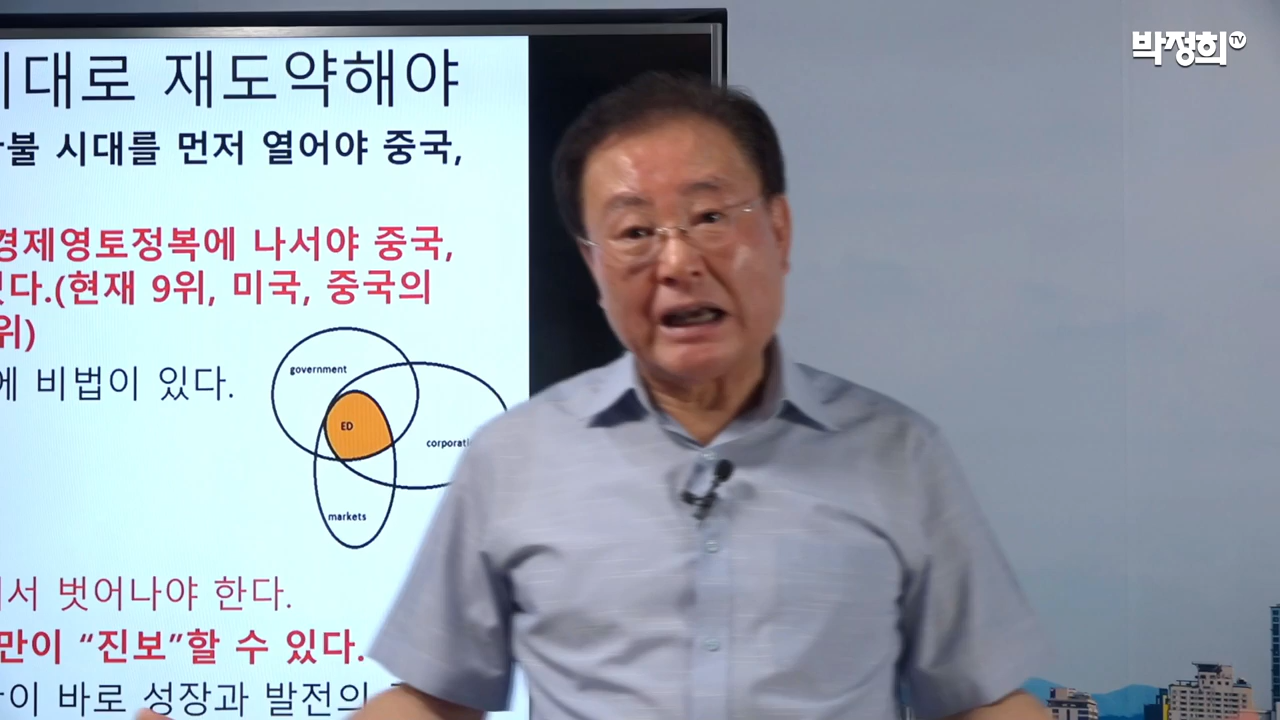 박정희TV
시대로 재도약해야
불 시대를 먼저 열어야 중국,
경제영토정복에 나서야 중국,
다.(현재 9위, 미국, 중국의
위)
에 비법이 있다.
government
ED
markets
서 벗어나야 한다.
만이 “진보”할 수 있다.
이 바로 성장과 발전의